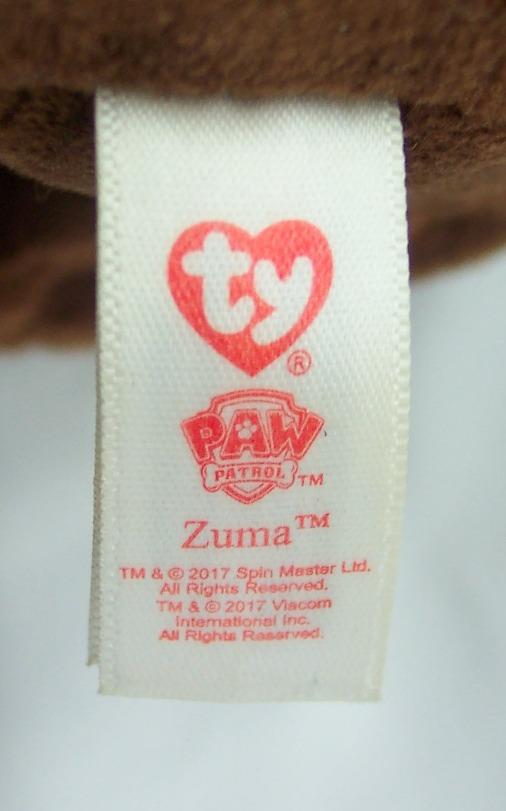 ty
®
PAW
PATROL TM
Zuma™
TM & © 2017 Spin Master Ltd.
All Rights Reserved.
TM & © 2017 Viacom
International Inc.
All Rights Reserved.